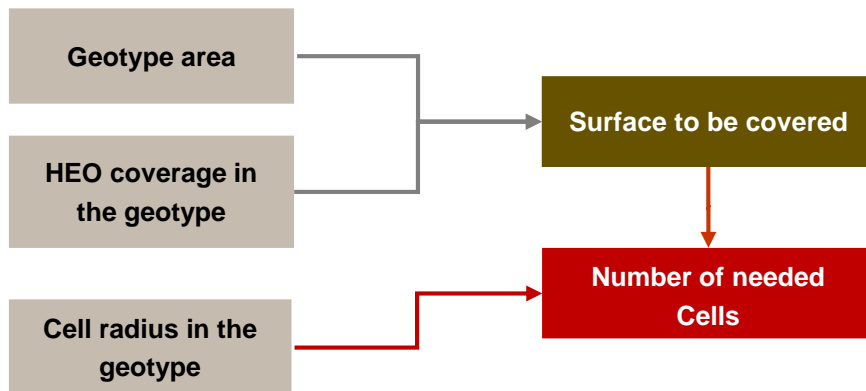 Geotype area
HEO coverage in
the geotype
Surface to be covered
Number of needed
Cells
Cell radius in the
geotype